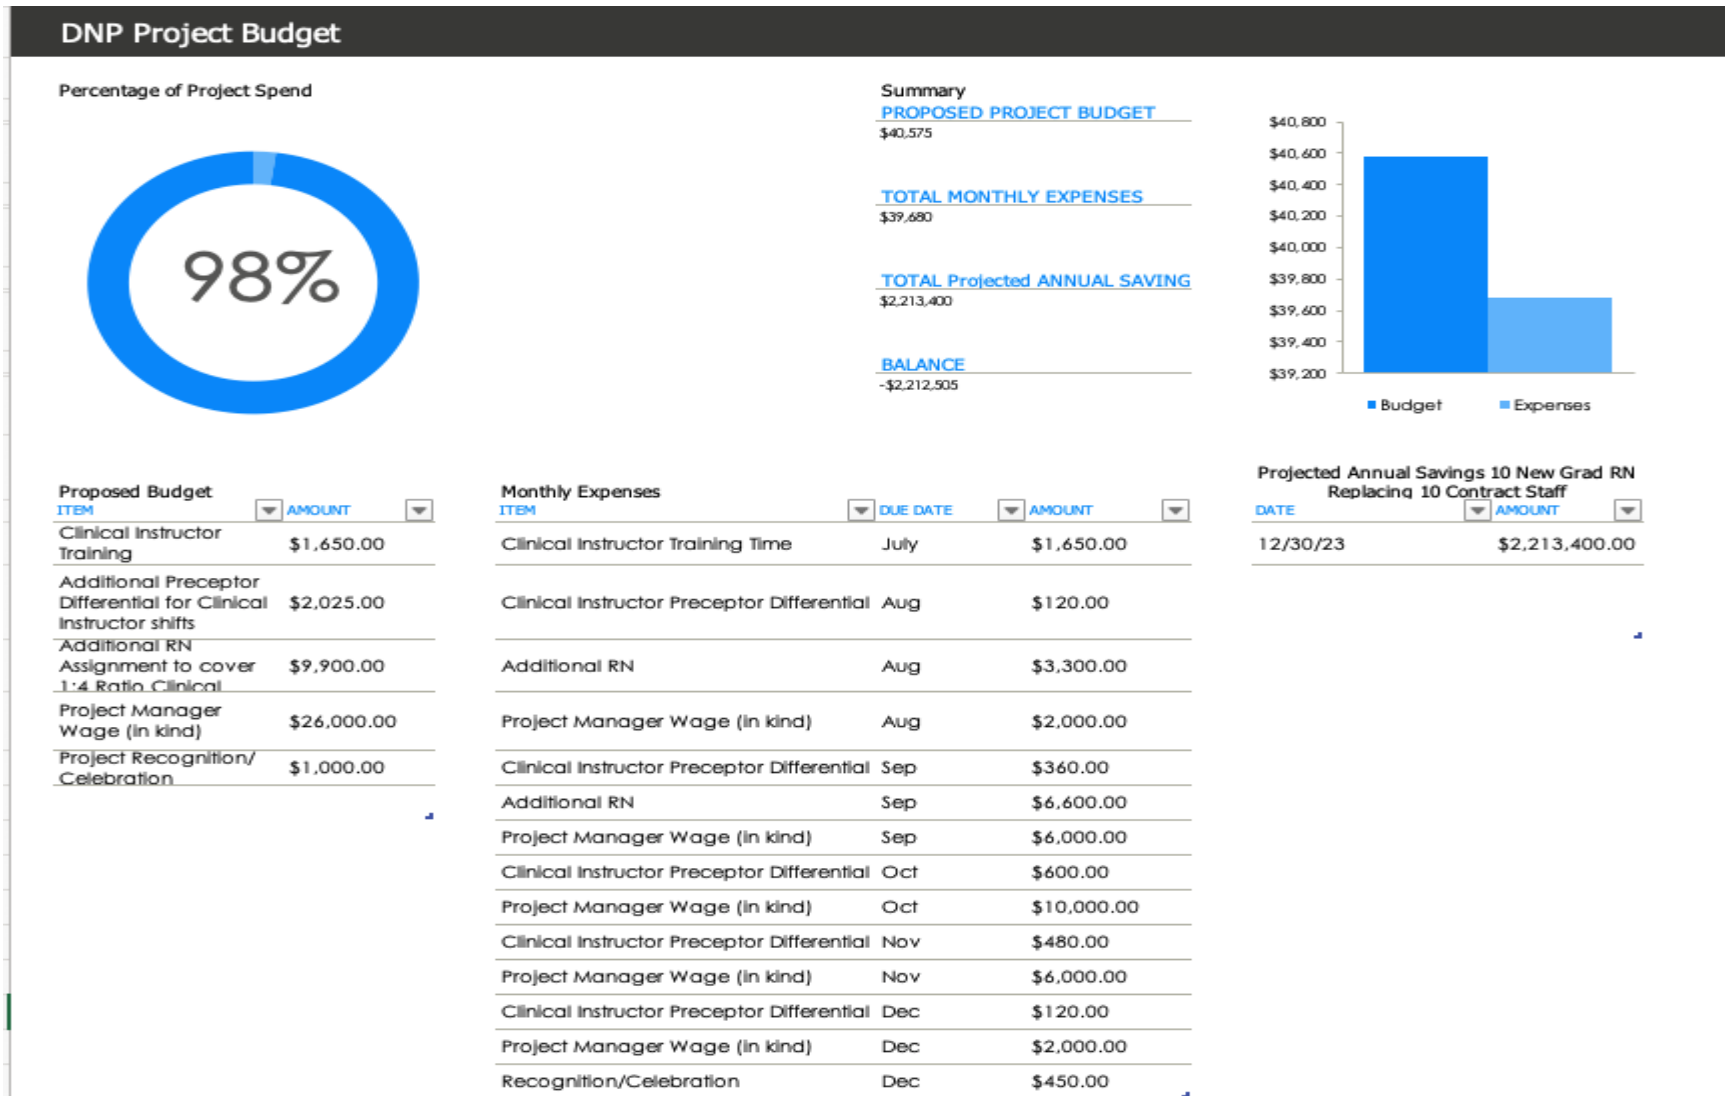 DNP Project Budget
Percentage of Project Spend
98%
Summary
PROPOSED PROJECT BUDGET
$40,575
TOTAL MONTHLY EXPENSES
$39,680
TOTAL Projected ANNUAL SAVING
$2,213,400
BALANCE
-$2,212,505
$40,800
$40,600
$40,400
$40,200
$40,000
$39,800
$39,600
$39,400
$39,200
Budget Expenses
Proposed Budget
ITEM AMOUNT
Clinical Instructor
Training $1,650.00
Additional Preceptor
Differential for Clinical $2,025.00
Instructor shifts
Additional RN
Assignment to cover $9,900.00
1:4 Ratio Clinical
Project Manager
Wage (in kind) $26,000.00
Project Recognition/
Celebration $1,000.00
Monthly Expenses
ITEM DUE DATE AMOUNT
Clinical Instructor Training Time July $1,650.00
Clinical Instructor Preceptor Differential Aug $120.00
Additional RN Aug $3,300.00
Project Manager Wage (in kind) Aug $2,000.00
Clinical Instructor Preceptor Differential Sep $360.00
Additional RN Sep $6,600.00
Project Manager Wage (in kind) Sep $6,000.00
Clinical Instructor Preceptor Differential Oct $600.00
Project Manager Wage (in kind) Oct $10,000.00
Clinical Instructor Preceptor Differential Nov $480.00
Project Manager Wage (in kind) Nov $6,000.00
Clinical Instructor Preceptor Differential Dec $120.00
Project Manager Wage (in kind) Dec $2,000.00
Recognition/Celebration Dec $450.00
Projected Annual Savings 10 New Grad RN
Replacing 10 Contract Staff
DATE AMOUNT
12/30/23 $2,213,400.00